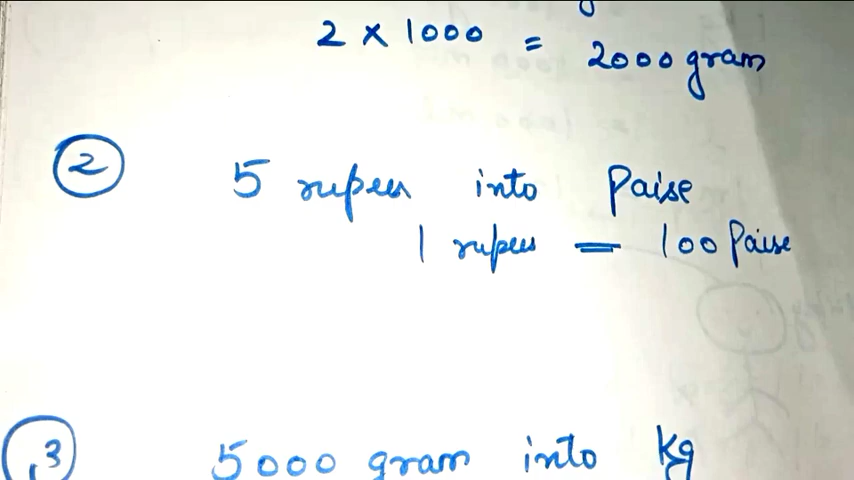 2 × 1000 = 2000 gram
2 5 rupees into Paise
1 rupees = 100 Paise
3 5000 gram into kg